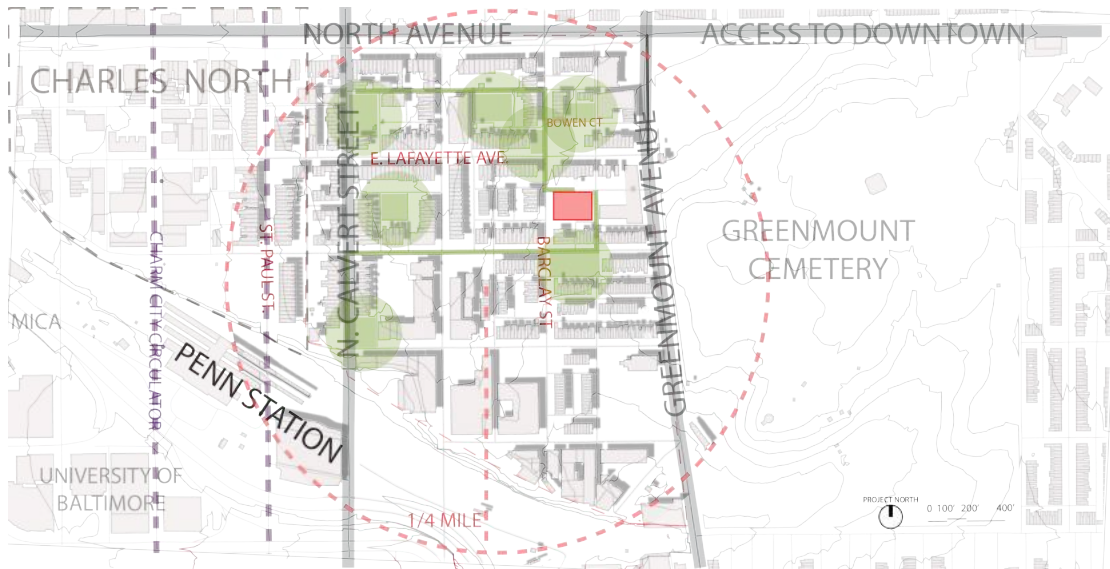 NORTH AVENUE
ACCESS TO DOWNTOWN
CHARLES NORTH
BOWEN CT
E. LAFAYETTE AVE.
N. CALVERT STREET
GREENMOUNT AVENUE
GREENMOUNT
CEMETERY
ST. PAUL ST.
BARCLAY ST
CHARM CITY CIRCULATOR
MICA
PENN STATION
UNIVERSITY OF
BALTIMORE
1/4 MILE
PROJECT NORTH
0 100' 200' 400'